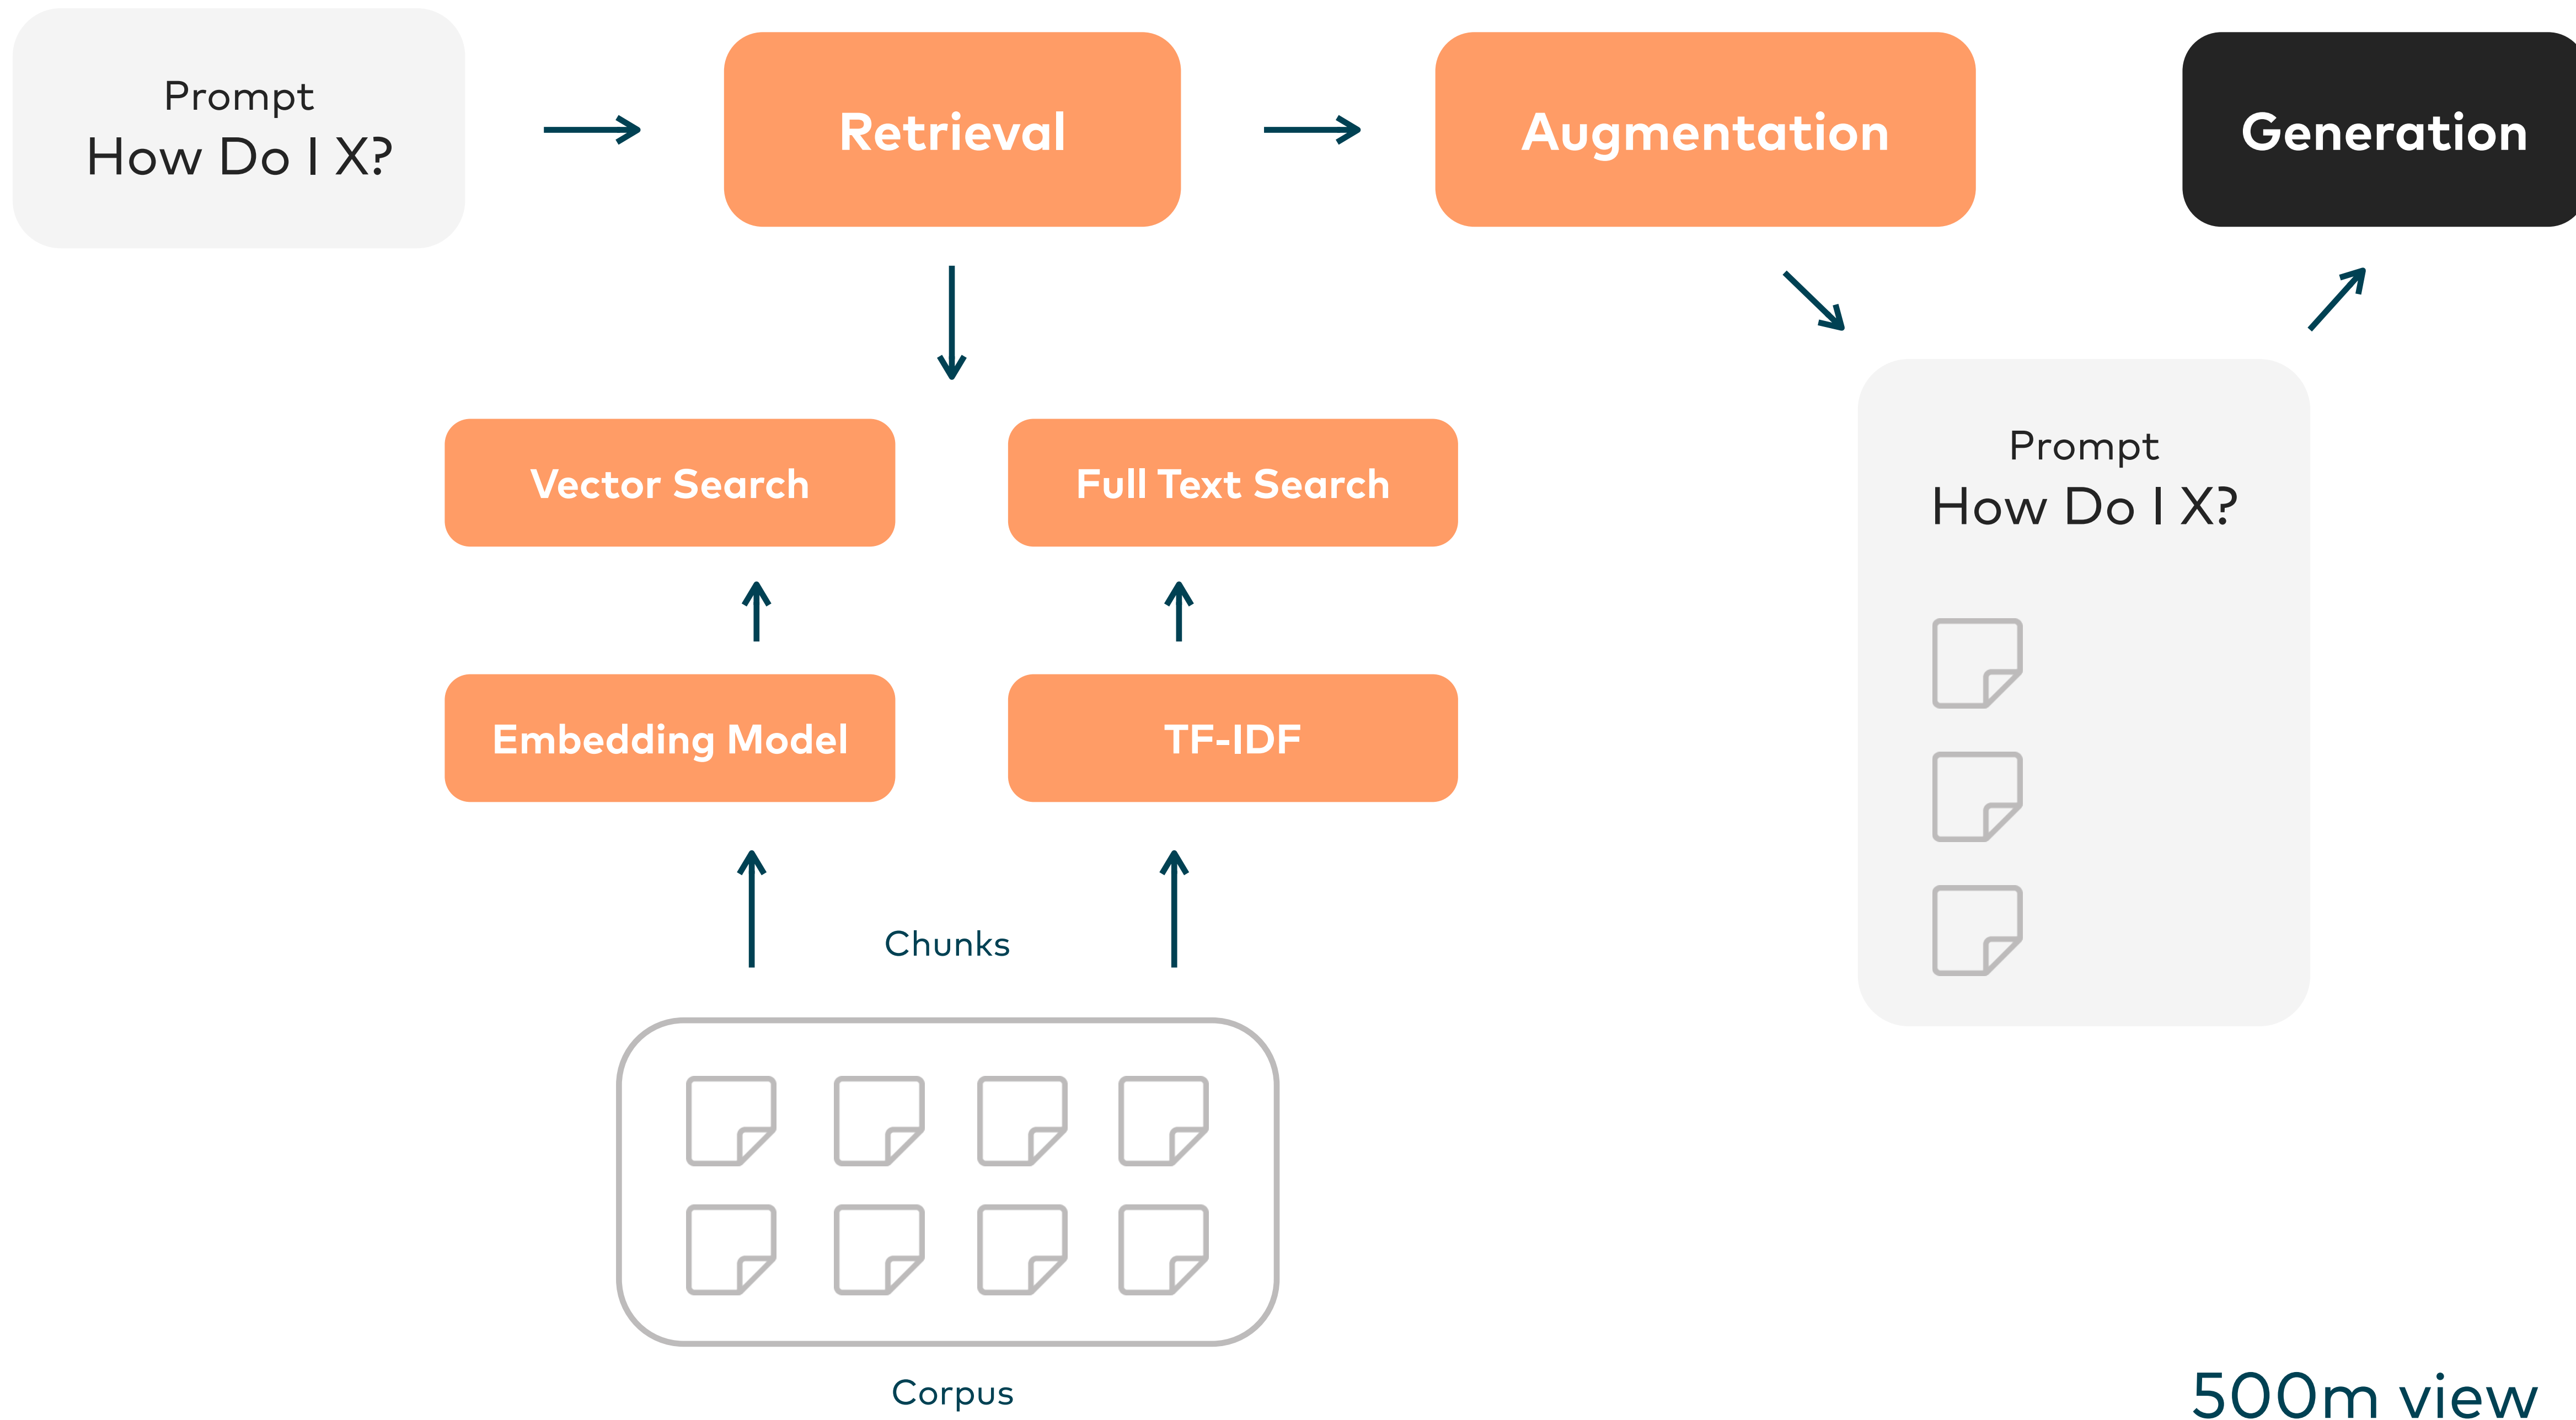 Prompt
How Do I X?
Retrieval
Augmentation
Generation
Vector Search
Full Text Search
Embedding Model
TF-IDF
Chunks
Corpus
Prompt
How Do I X?
500m view